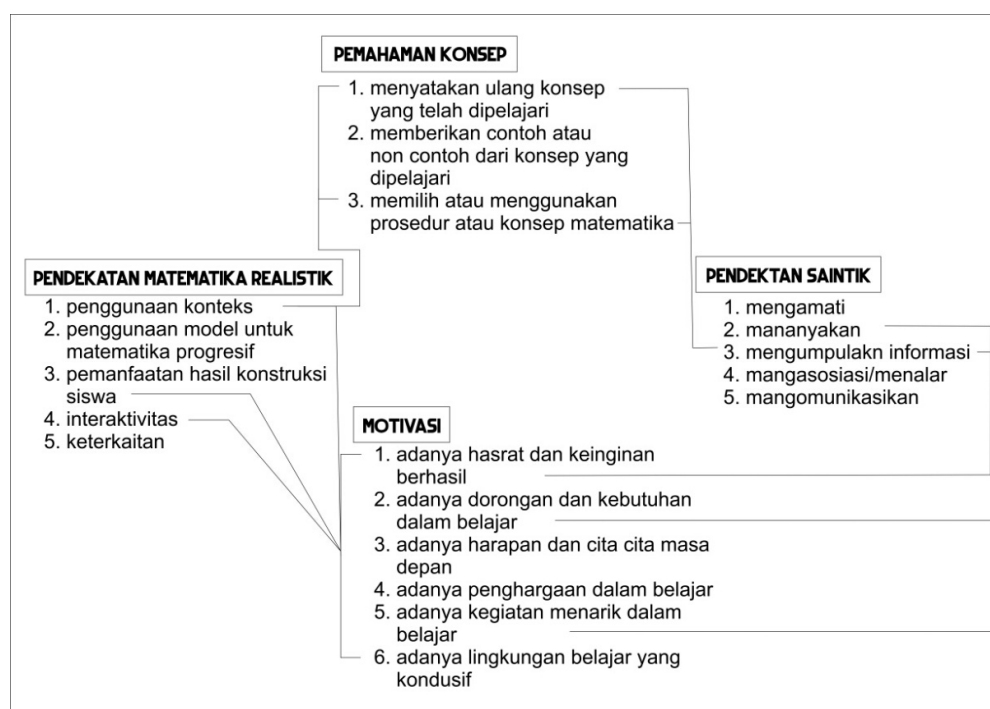 PEMAHAMAN KONSEP
1. menyatakan ulang konsep
yang telah dipelajari
2. memberikan contoh atau
non contoh dari konsep yang
dipelajari
3. memilih atau menggunakan
prosedur atau konsep matematika
PENDEKATAN MATEMATIKA REALISTIK
1. penggunaan konteks
2. penggunaan model untuk
matematika progresif
3. pemanfaatan hasil konstruksi
siswa
4. interaktivitas
5. keterkaitan
PENDEKTAN SAINTIK
1. mengamati
2. mananyakan
3. mengumpulakn informasi
4. mangasosiasi/menalar
5. mangomunikasikan
MOTIVASI
1. adanya hasrat dan keinginan
berhasil
2. adanya dorongan dan kebutuhan
dalam belajar
3. adanya harapan dan cita cita masa
depan
4. adanya penghargaan dalam belajar
5. adanya kegiatan menarik dalam
belajar
6. adanya lingkungan belajar yang
kondusif